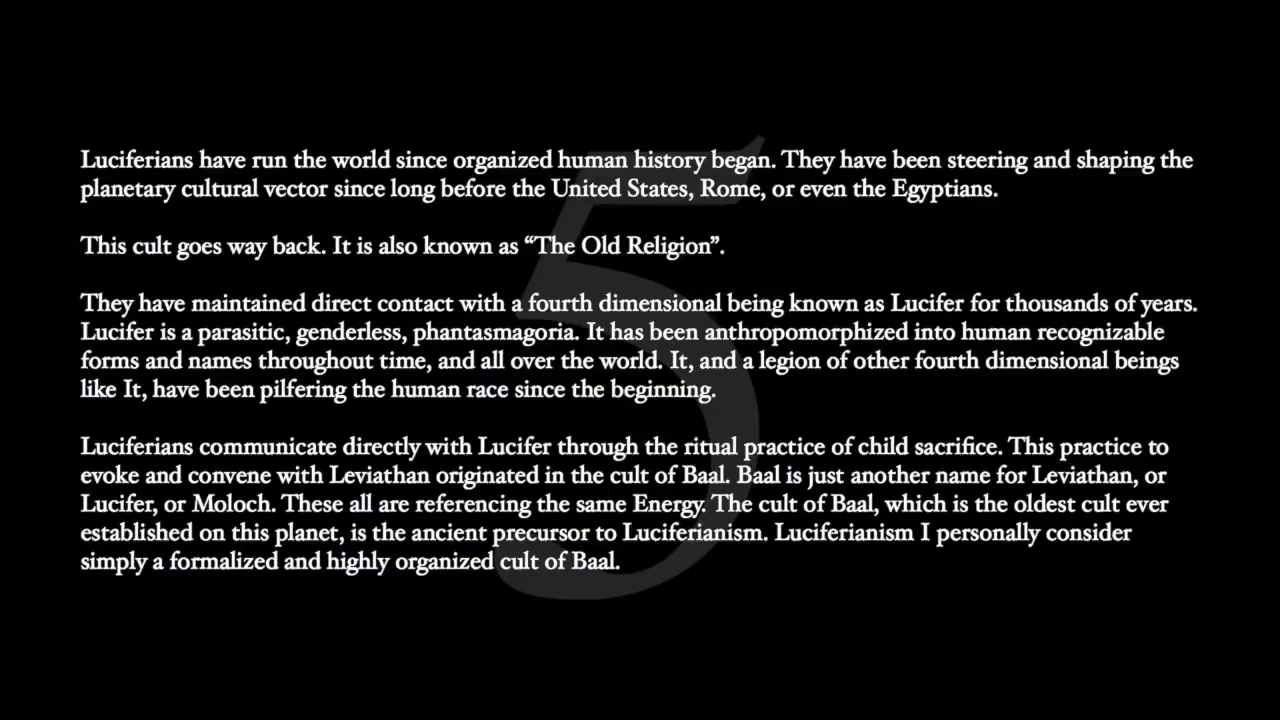 Luciferians have run the world since organized human history began. They have been steering and shaping the
planetary cultural vector since long before the United States, Rome, or even the Egyptians.
This cult goes way back. It is also known as “The Old Religion”.
They have maintained direct contact with a fourth dimensional being known as Lucifer for thousands of years.
Lucifer is a parasitic, genderless, phantasmagoria. It has been anthropomorphized into human recognizable
forms and names throughout time, and all over the world. It, and a legion of other fourth dimensional beings
like It, have been pilfering the human race since the beginning.
Luciferians communicate directly with Lucifer through the ritual practice of child sacrifice. This practice to
evoke and convene with Leviathan originated in the cult of Baal. Baal is just another name for Leviathan, or
Lucifer, or Moloch. These all are referencing the same Energy. The cult of Baal, which is the oldest cult ever
established on this planet, is the ancient precursor to Luciferianism. Luciferianism I personally consider
simply a formalized and highly organized cult of Baal.
5